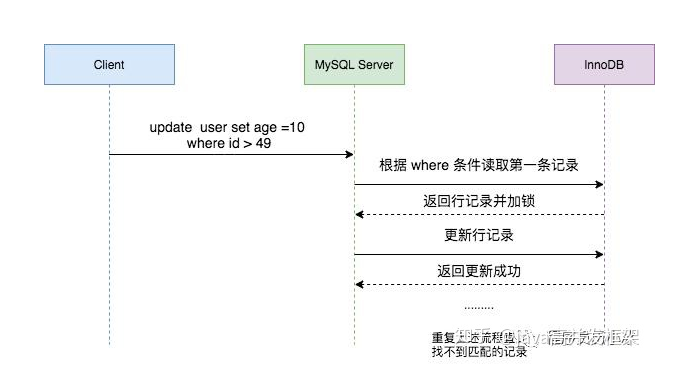 Client
MySQL Server
InnoDB
update user set age =10
where id > 49
根据 where 条件读取第一条记录
返回行记录并加锁
更新行记录
返回更新成功
.........
重复上述流程直
找不到匹配的记录
知乎 @java